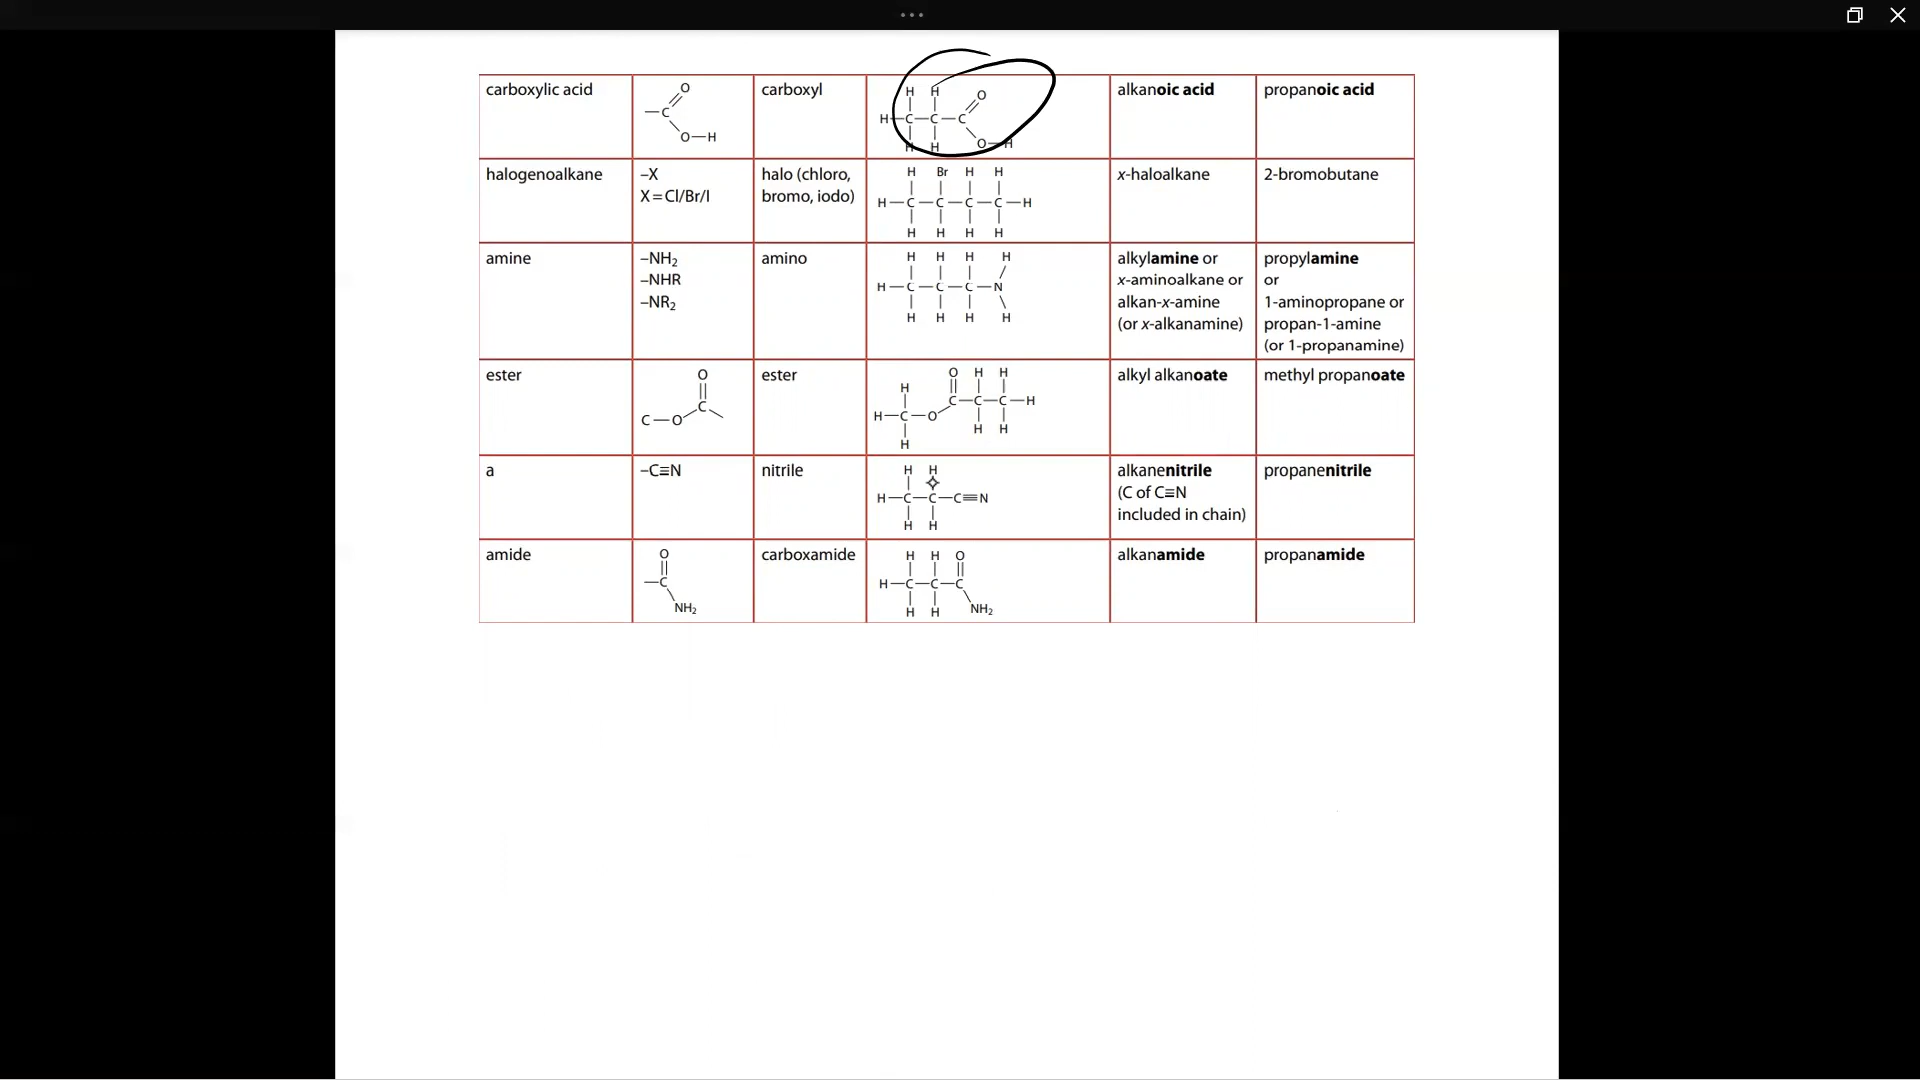 carboxylic acid
O
—C
O—H
carboxyl
H H O
H—C—C—C
H H O—H
alkanoic acid
propanoic acid
halogenoalkane
–X
X=Cl/Br/I
halo (chloro,
bromo, iodo)
H Br H H
H—C—C—C—C—H
H H H H
x-haloalkane
2-bromobutane
amine
–NH₂
–NHR
–NR₂
amino
H H H H
H—C—C—C—N
H H H H
alkylamine or
x-aminoalkane or
alkan-x-amine
(or x-alkanamine)
propylamine
or
1-aminopropane or
propan-1-amine
(or 1-propanamine)
ester
O
C—O C
ester
O H H
H C—C—C—H
H—C—O H H
H
alkyl alkanoate
methyl propanoate
a
–C≡N
nitrile
H H
H—C—C—C≡N
H H
alkanenitrile
(C of C≡N
included in chain)
propanenitrile
amide
O
—C
NH₂
carboxamide
H H O
H—C—C—C
H H NH₂
alkanamide
propanamide